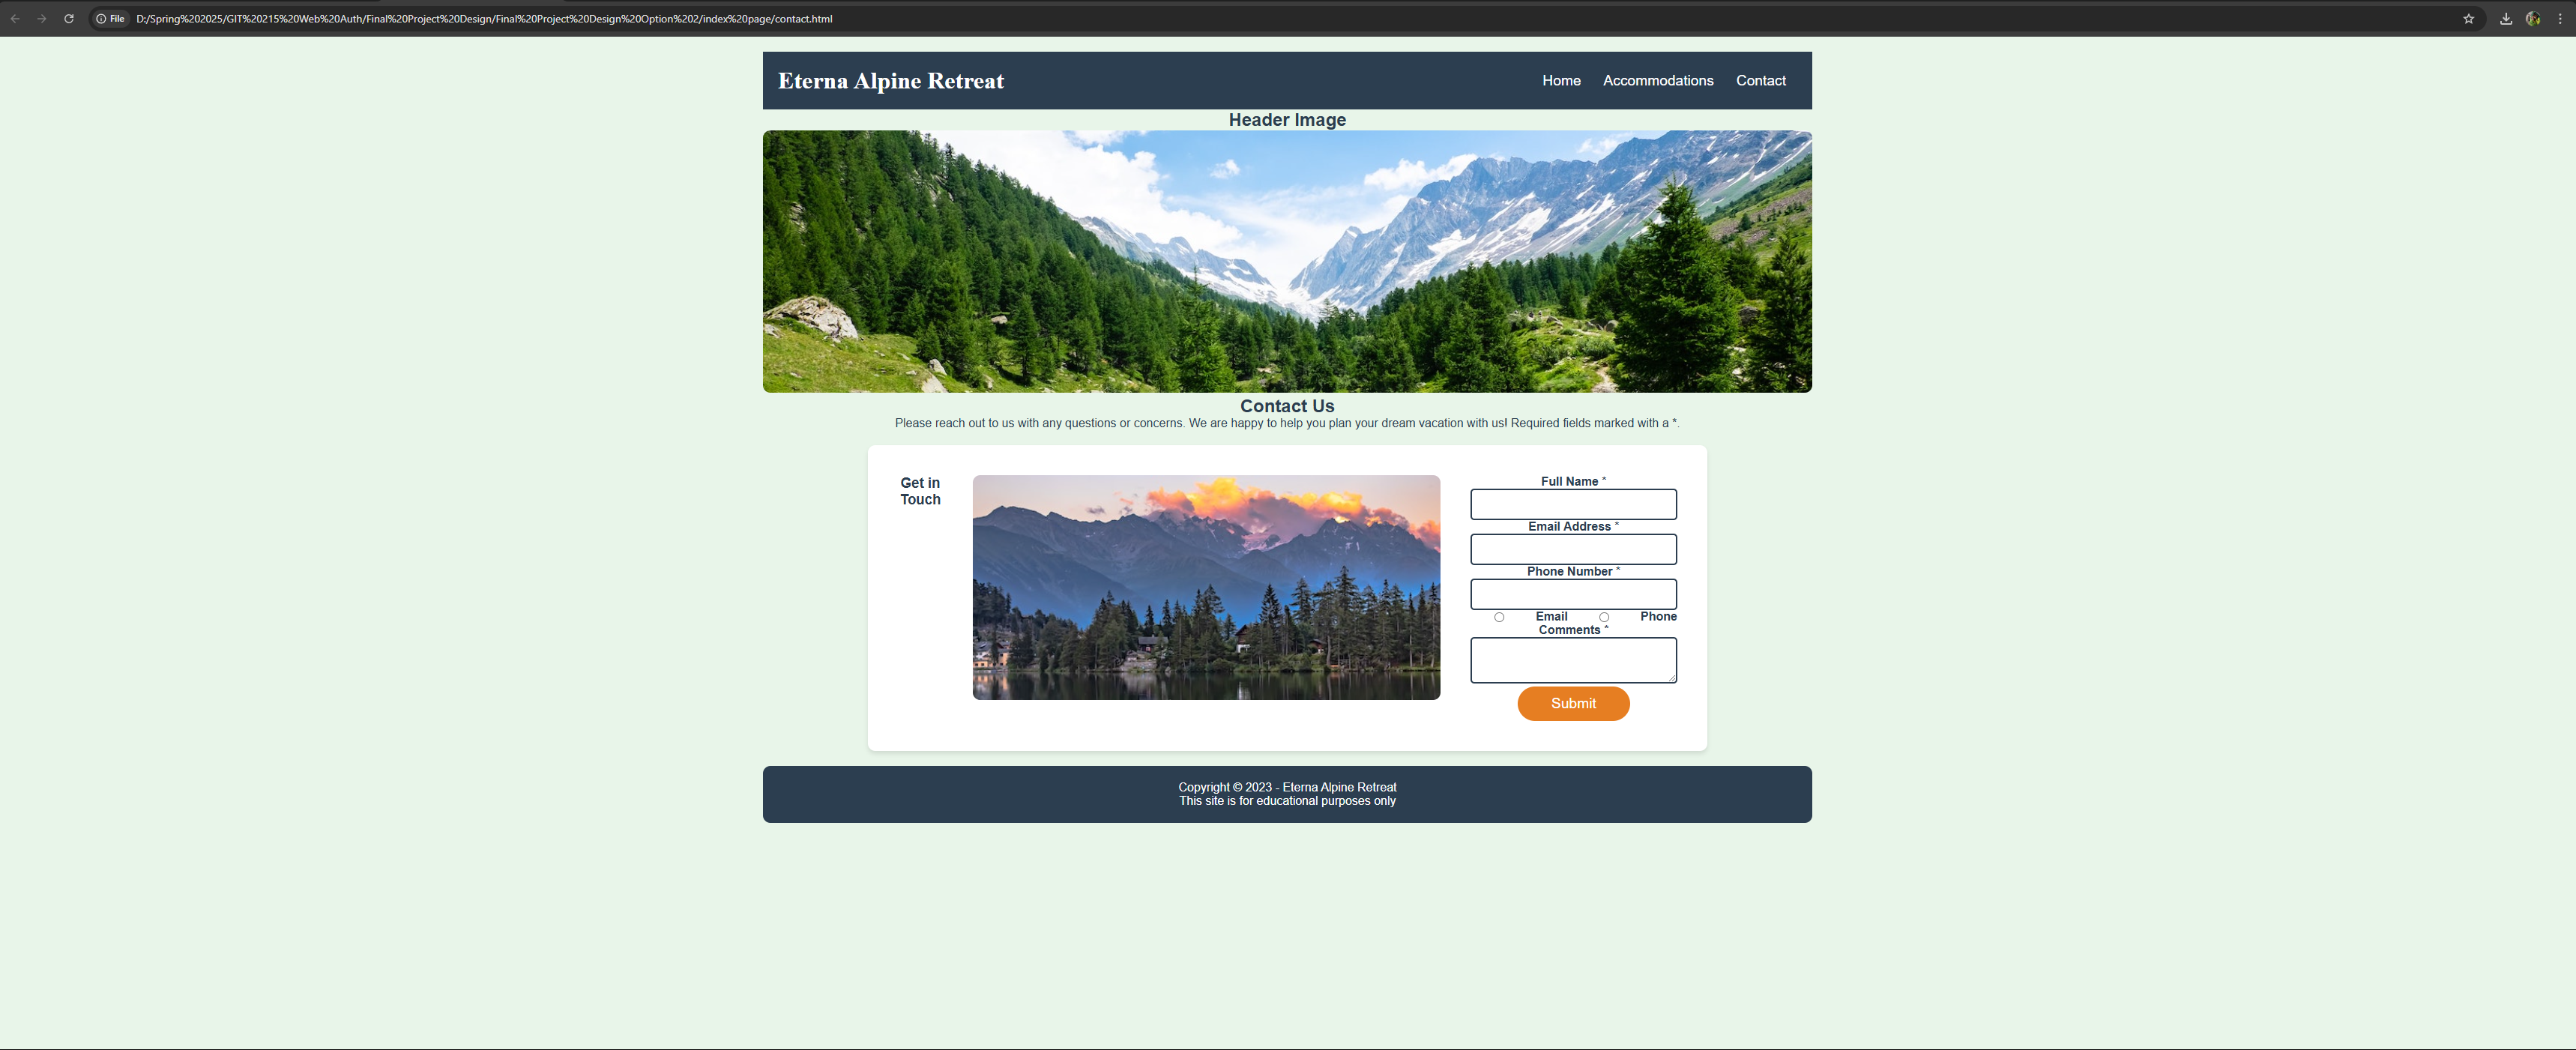 File
D:/Spring%202025/GIT%20215%20Web%20Auth/Final%20Project%20Design/Final%20Project%20Design%20Option%202/index%20page/contact.html
Eterna Alpine Retreat
Home
Accommodations
Contact
Header Image
Contact Us
Please reach out to us with any questions or concerns. We are happy to help you plan your dream vacation with us! Required fields marked with a *.
Get in
Touch
Full Name *
Email Address *
Phone Number *
Email
Phone
Comments *
Submit
Copyright © 2023 - Eterna Alpine Retreat
This site is for educational purposes only